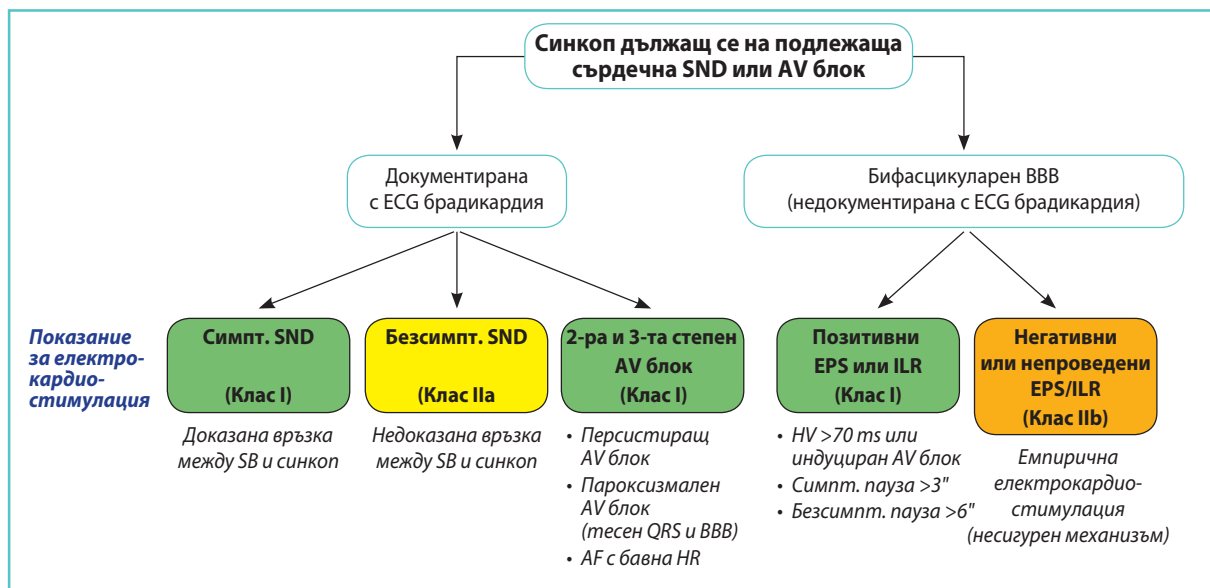 Синкоп дължащ се на подлежаща
сърдечна SND или AV блок
Документирана
с ECG брадикардия
Бифасцикуларен BBB
(недокументирана с ECG брадикардия)
Показание
за електро-
кардио-
стимулация
Симпт. SND
(Клас I)
Доказана връзка
между SB и синкоп
Безсимпт. SND
(Клас IIa
Недоказана връзка
между SB и синкоп
2-ра и 3-та степен
AV блок
(Клас I)
• Персистиращ
AV блок
• Пароксизмален
AV блок
(тесен QRS и BBB)
• AF с бавна HR
Позитивни
EPS или ILR
(Клас I)
• HV >70 ms или
индуциран AV блок
• Симпт. пауза >3"
• Безсимпт. пауза >6"
Негативни
или непроведени
EPS/ILR
(Клас IIb)
Емпирична
електрокардио-
стимулация
(несигурен механизъм)